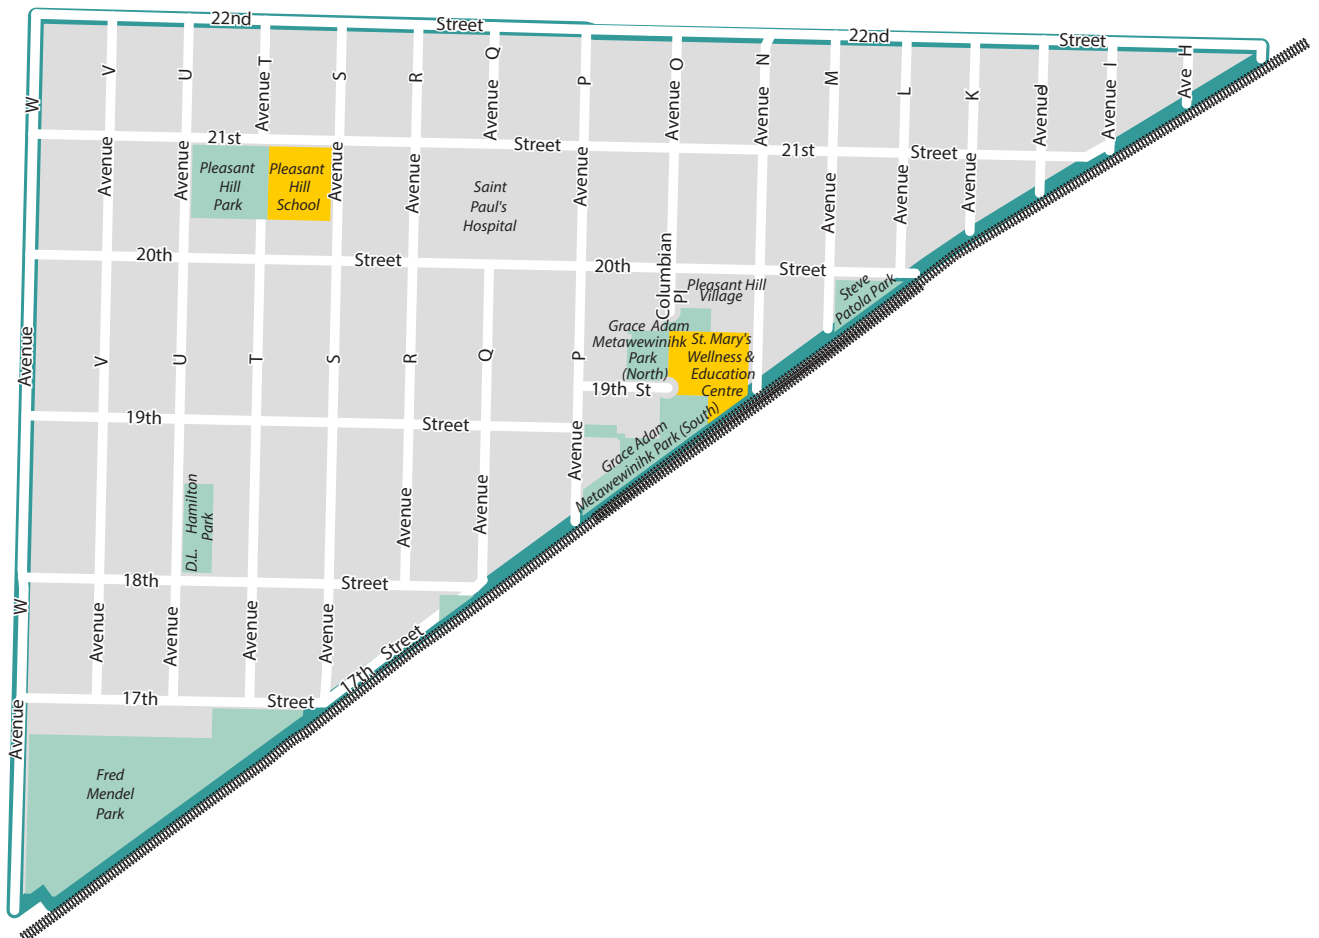 22nd Street 22nd Street
W Avenue W Avenue
V Avenue V Avenue
U Avenue U Avenue
Avenue T T Avenue
S Avenue S Avenue
R Avenue R Avenue
Avenue Q Q Avenue
P Avenue P Avenue
Avenue O
Avenue N
M Avenue
L Avenue
K Avenue
Avenue J
Avenue I
Ave H
21st Street 21st Street
Pleasant
Hill
Park
Pleasant
Hill
School
Saint
Paul's
Hospital
20th Street 20th Street
Columbian
Pl
Pleasant Hill
Village
Steve
Patola Park
Grace Adam
Metawewinihk
Park
(North)
St. Mary's
Wellness &
Education
Centre
19th St
19th Street
Grace Adam
Metawewinihk Park (South)
D.L. Hamilton
Park
18th Street
17th Street
17th Street
Fred
Mendel
Park